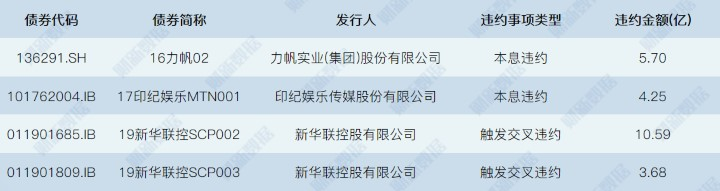 债券代码 债券简称 发行人 违约事项类型 违约金额(亿)
136291.SH 16力帆02 力帆实业(集团)股份有限公司 本息违约 5.70
101762004.IB 17印纪娱乐MTN001 印纪娱乐传媒股份有限公司 本息违约 4.25
011901685.IB 19新华联控SCP002 新华联控股有限公司 触发交叉违约 10.59
011901809.IB 19新华联控SCP003 新华联控股有限公司 触发交叉违约 3.68